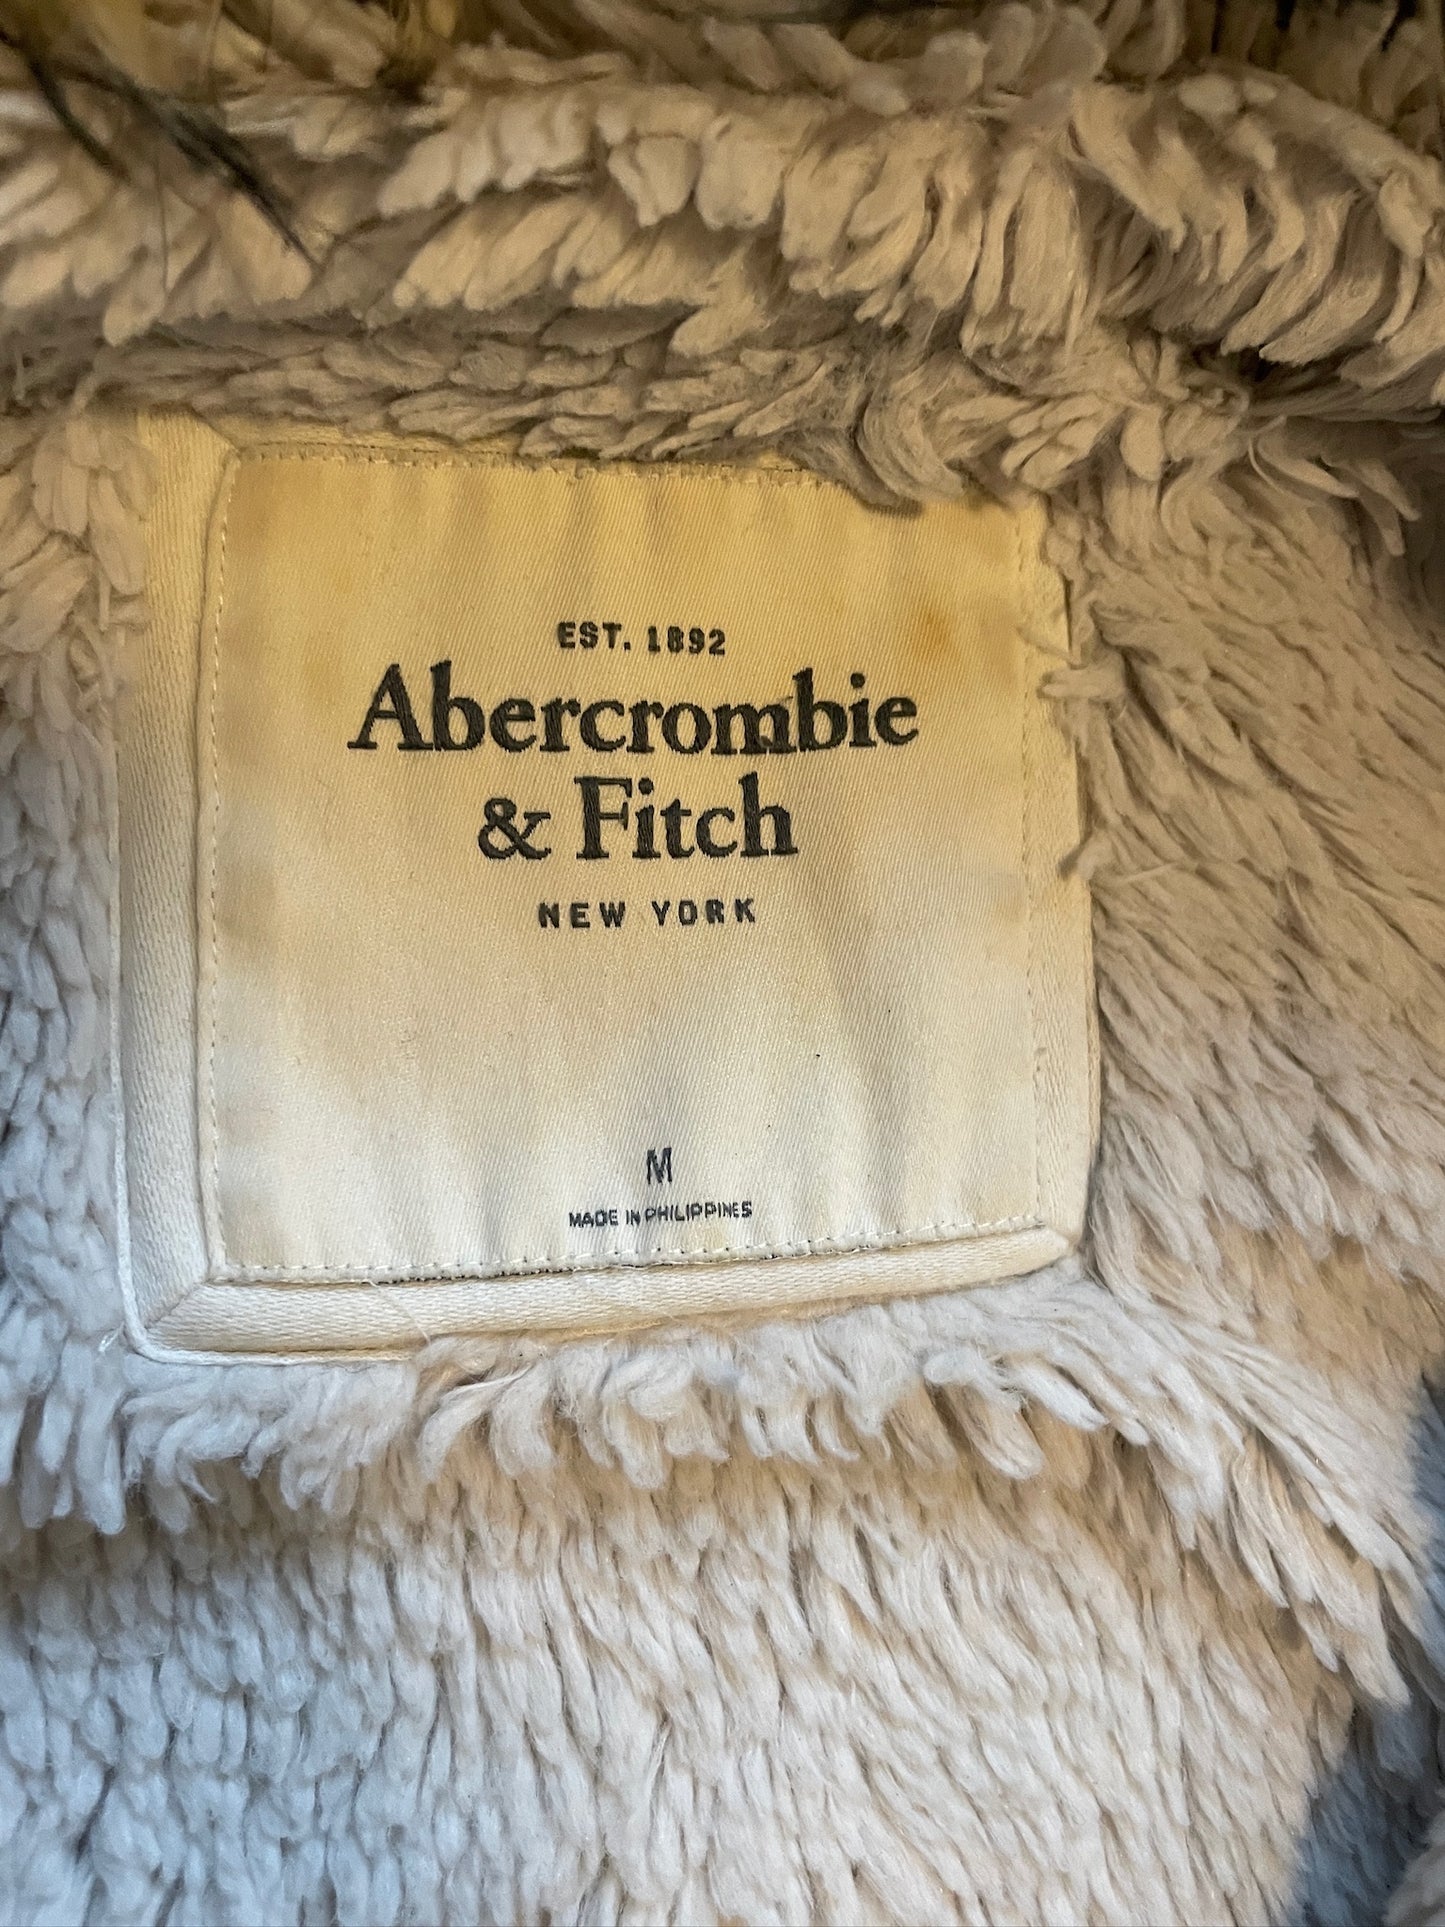 EST. 1892
Abercrombie
& Fitch
NEW YORK
M
MADE IN PHILIPPINES